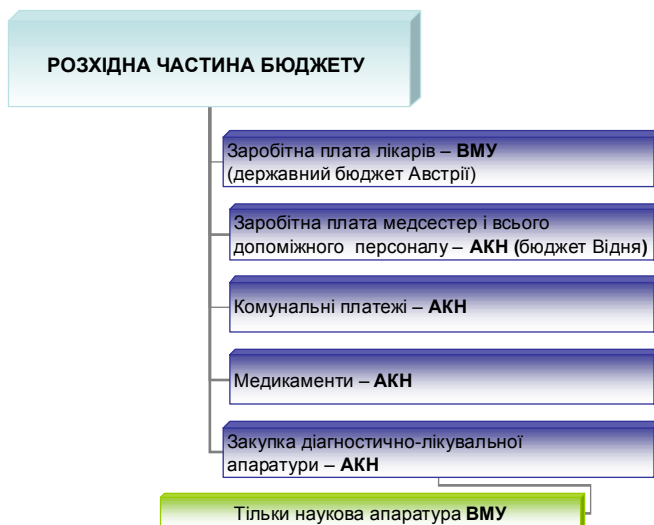 РОЗХІДНА ЧАСТИНА БЮДЖЕТУ
Заробітна плата лікарів – ВМУ
(державний бюджет Австрії)
Заробітна плата медсестер і всього
допоміжного персоналу – АКН (бюджет Відня)
Комунальні платежі – АКН
Медикаменти – АКН
Закупка діагностично-лікувальної
апаратури – АКН
Тільки наукова апаратура ВМУ